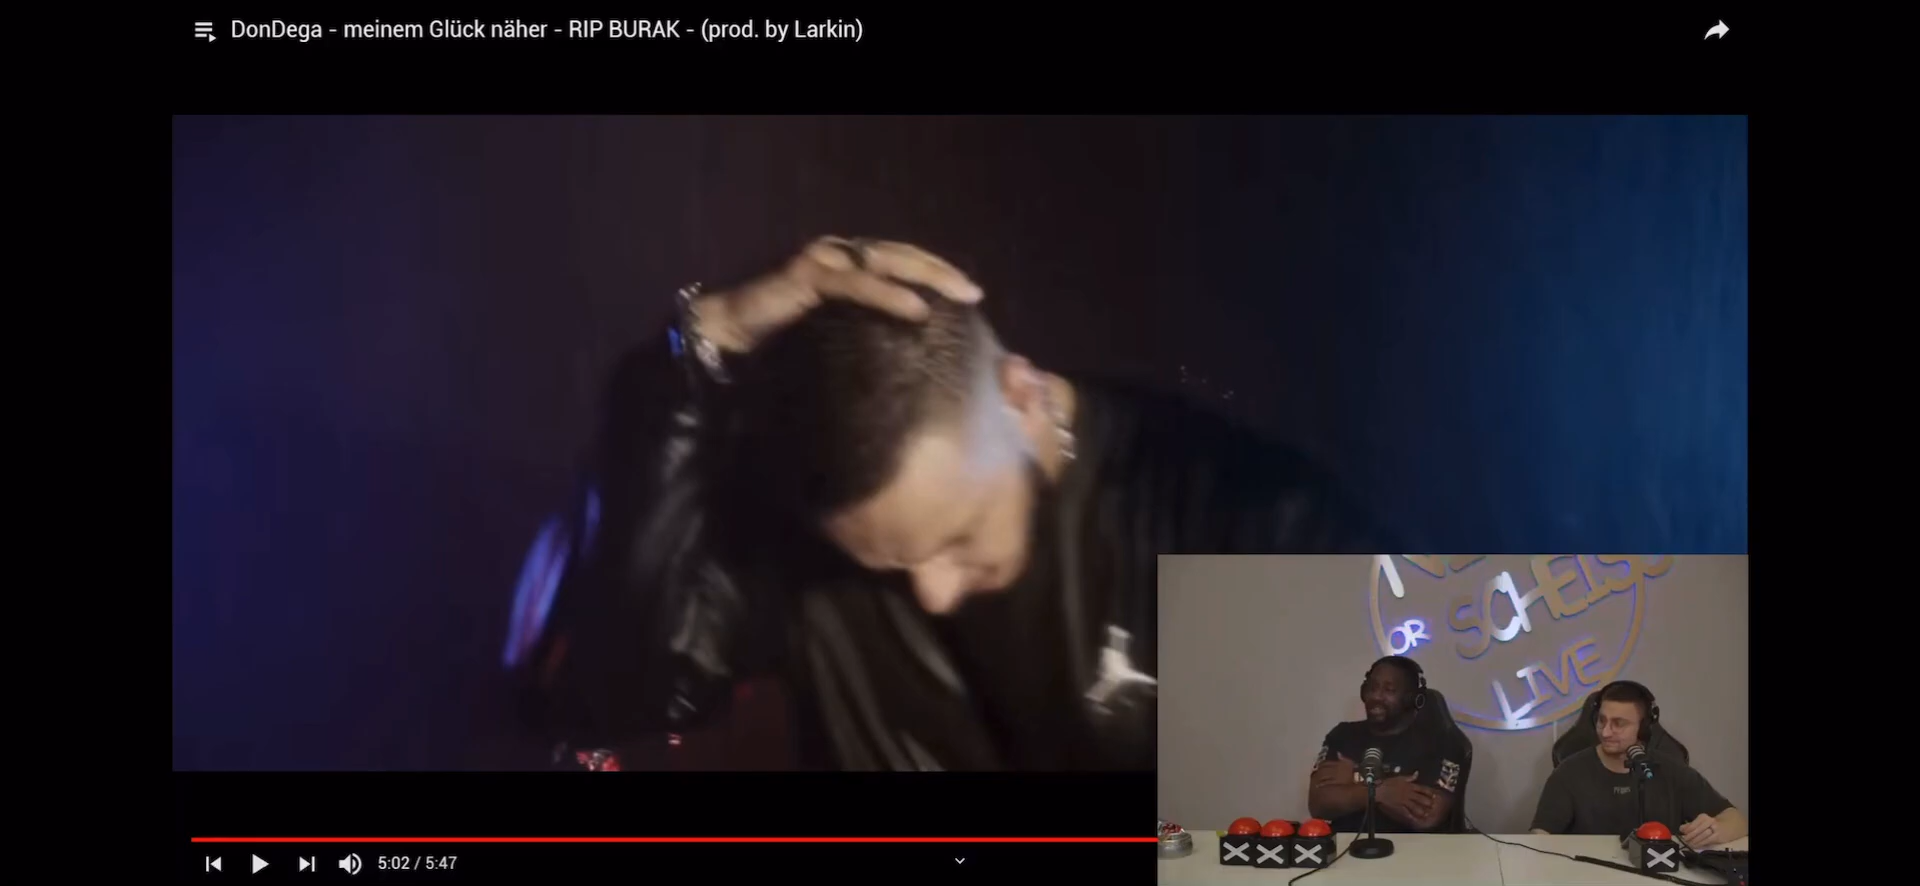 DonDega - meinem Glück näher - RIP BURAK - (prod. by Larkin)
OR SCHEISS
LIVE
5:02 / 5:47